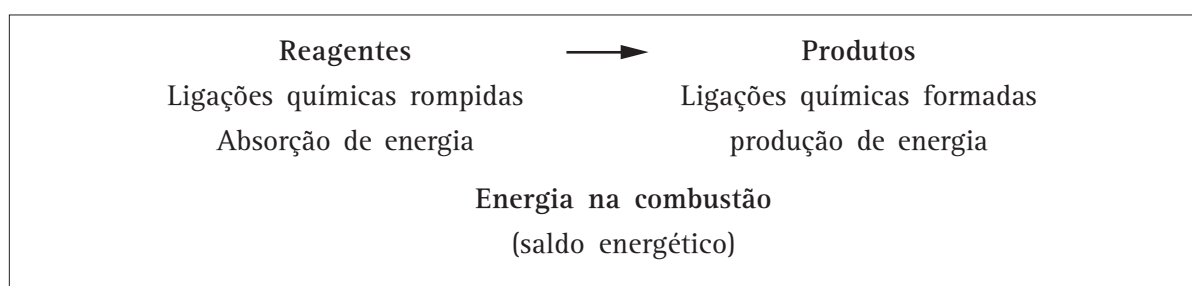 Reagentes Produtos
Ligações químicas rompidas Ligações químicas formadas
Absorção de energia produção de energia
Energia na combustão
(saldo energético)